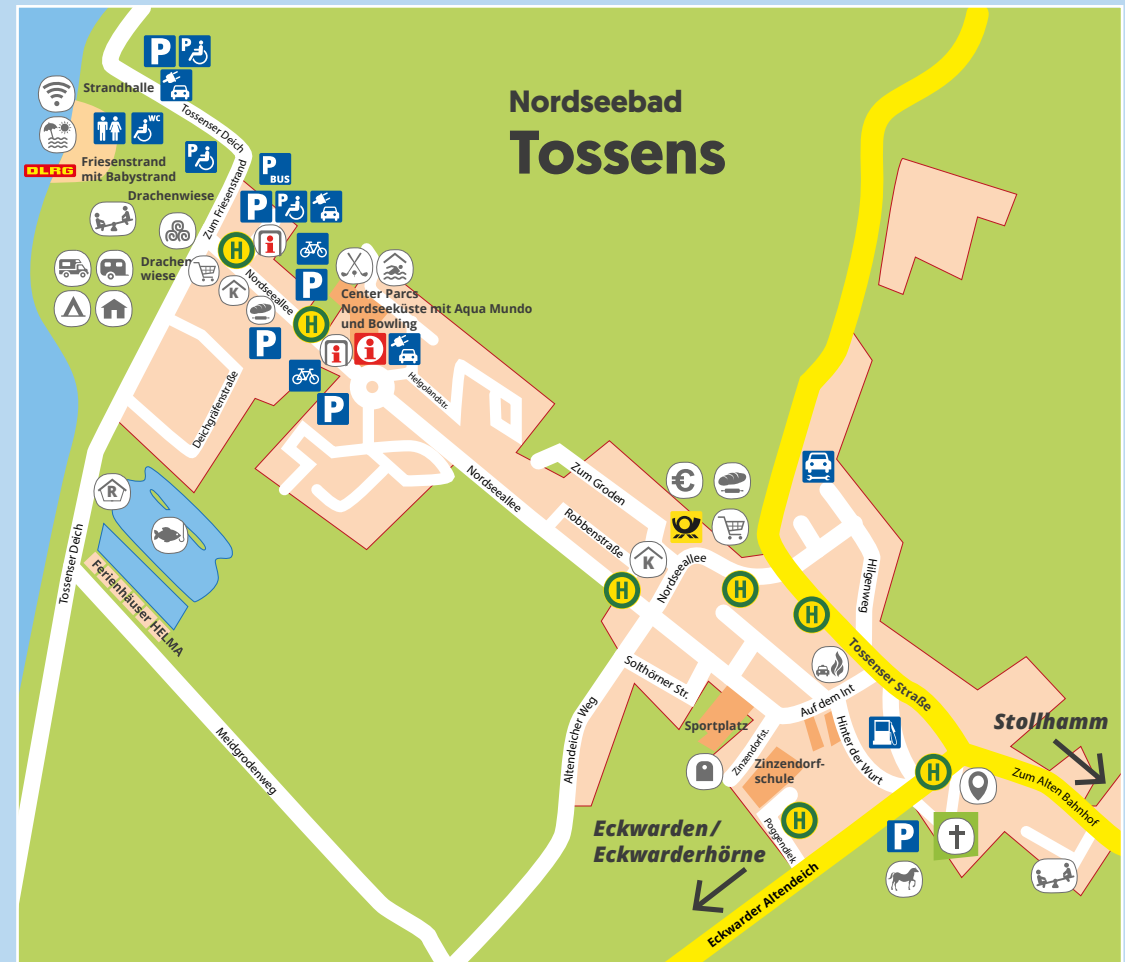 Nordseebad
Tossens
P
P
Strandhalle
Tossenser Deich
WC
DLRG
Friesenstrand
mit Babystrand
P
P
BUS
Drachenwiese
Zum Friesenstrand
P
P
H
i
Drachen
wiese
K
Nordseeallee
P
Center Parcs
Nordseeküste mit Aqua Mundo
und Bowling
H
P
i
i
P
Helgolandstr.
Deichgräfenstraße
Nordseeallee
Zum Groden
€
Robbenstraße
R
K
Nordseeallee
H
H
H
Hilgenweg
Tossenser Deich
Ferienhäuser HELMA
Solthörner Str.
Tossenser Straße
Auf dem Int
Altendeicher Weg
Sportplatz
Zinzendorfst.
Hinter der Wurt
Zinzendorf-
schule
Stollhamm
H
Zum Alten Bahnhof
Meidgrodenweg
Eckwarden/
Eckwarderhörne
H
Poggendiek
P
Eckwarder Altendeich